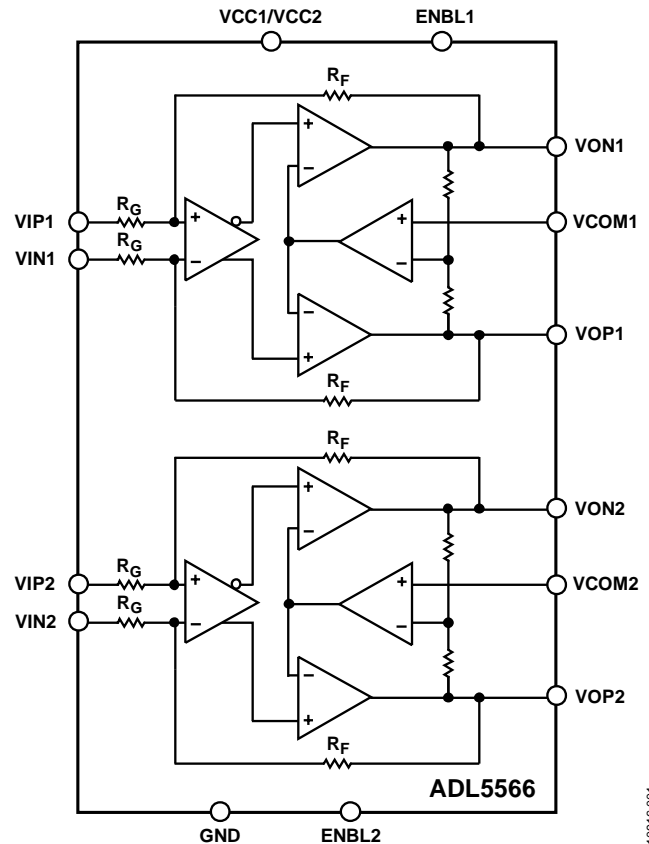 VCC1/VCC2 ENBL1
RF
+
VON1
−
RG
VIP1
+
+
VCOM1
RG
VIN1
−
−
−
VOP1
+
RF
RF
+
VON2
−
RG
VIP2
+
+
VCOM2
RG
VIN2
−
−
−
VOP2
+
RF
ADL5566
GND ENBL2